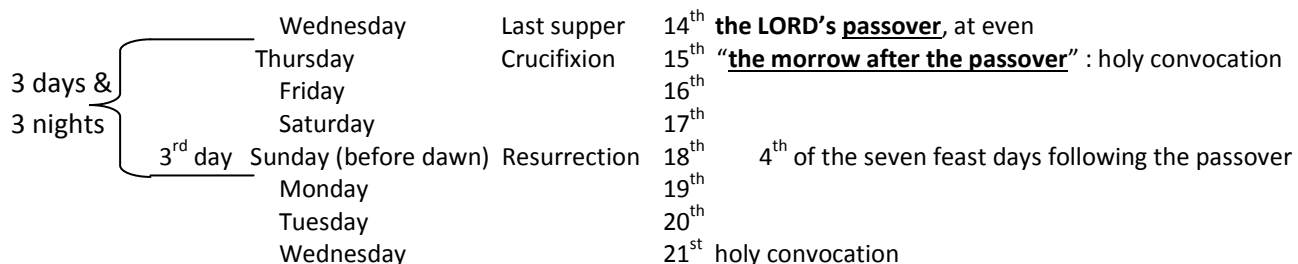 Wednesday Last supper 14th the LORD's passover, at even
Thursday Crucifixion 15th “the morrow after the passover” : holy convocation
3 days & Friday 16th
3 nights Saturday 17th
3rd day Sunday (before dawn) Resurrection 18th 4th of the seven feast days following the passover
Monday 19th
Tuesday 20th
Wednesday 21st holy convocation